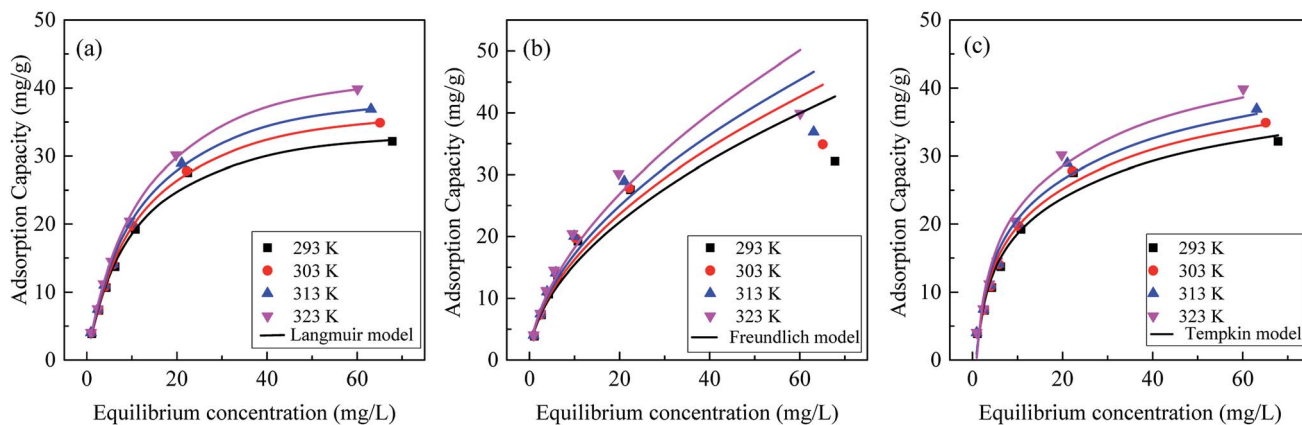 (a)
50
40
30
20
10
0
Adsorption Capacity (mg/g)
293 K
303 K
313 K
323 K
Langmuir model
0 20 40 60 80
Equilibrium concentration (mg/L)
(b)
50
40
30
20
10
0
Adsorption Capacity (mg/g)
293 K
303 K
313 K
323 K
Freundlich model
0 20 40 60 80
Equilibrium concentration (mg/L)
(c)
50
40
30
20
10
0
Adsorption Capacity (mg/g)
293 K
303 K
313 K
323 K
Tempkin model
0 20 40 60 80
Equilibrium concentration (mg/L)